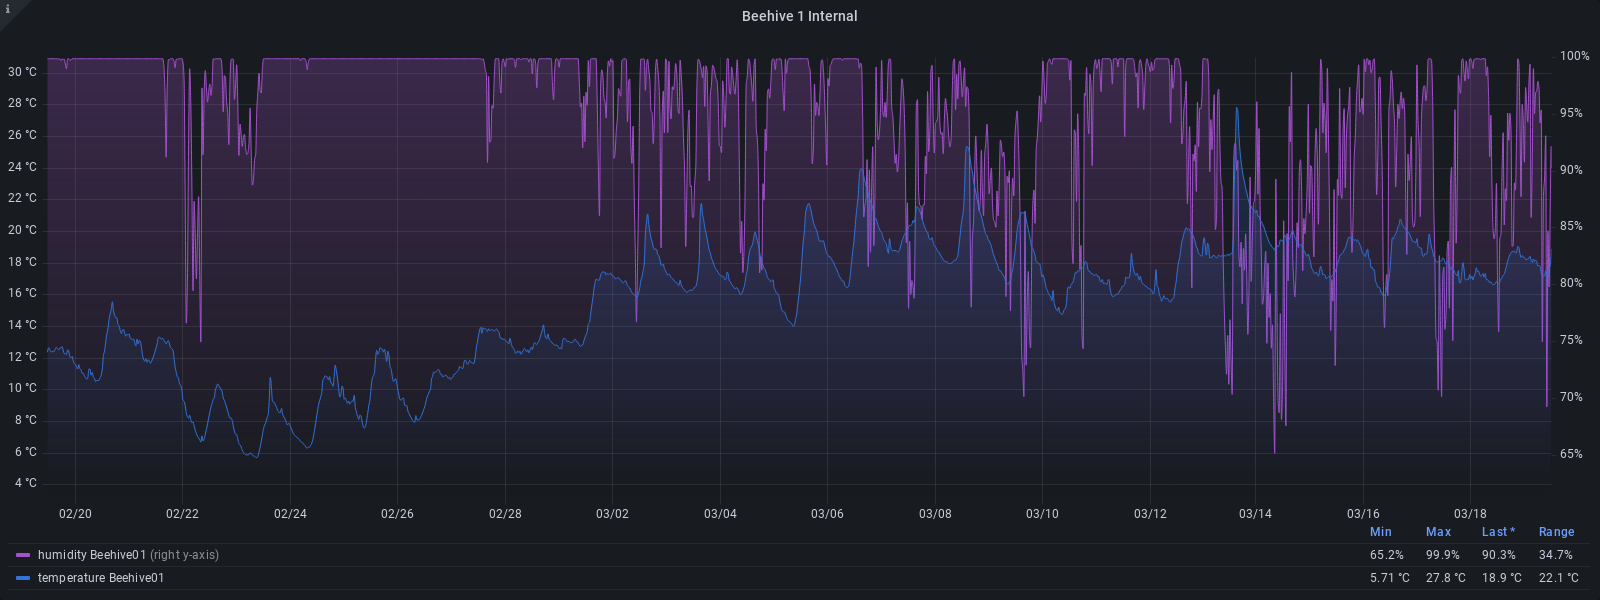 i
Beehive 1 Internal
30 °C
28 °C
26 °C
24 °C
22 °C
20 °C
18 °C
16 °C
14 °C
12 °C
10 °C
8 °C
6 °C
4 °C
100%
95%
90%
85%
80%
75%
70%
65%
02/20 02/22 02/24 02/26 02/28 03/02 03/04 03/06 03/08 03/10 03/12 03/14 03/16 03/18
Min Max Last * Range
humidity Beehive01 (right y-axis) 65.2% 99.9% 90.3% 34.7%
temperature Beehive01 5.71 °C 27.8 °C 18.9 °C 22.1 °C